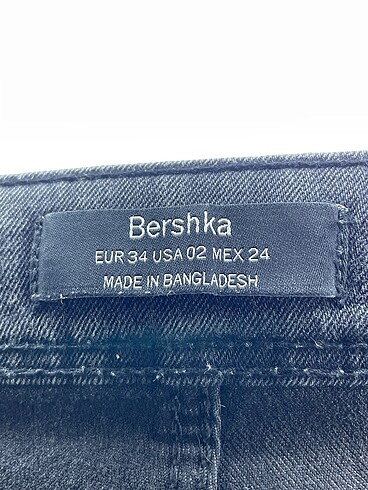 Bershka
EUR 34 USA 02 MEX 24
MADE IN BANGLADESH